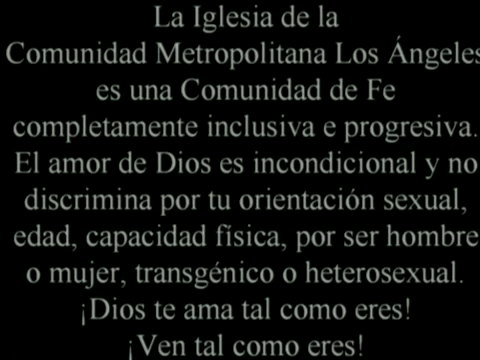 La Iglesia de la
Comunidad Metropolitana Los Ángeles
es una Comunidad de Fe
completamente inclusiva e progresiva.
El amor de Dios es incondicional y no
discrimina por tu orientación sexual,
edad, capacidad física, por ser hombre
o mujer, transgénico o heterosexual.
¡Dios te ama tal como eres!
¡Ven tal como eres!